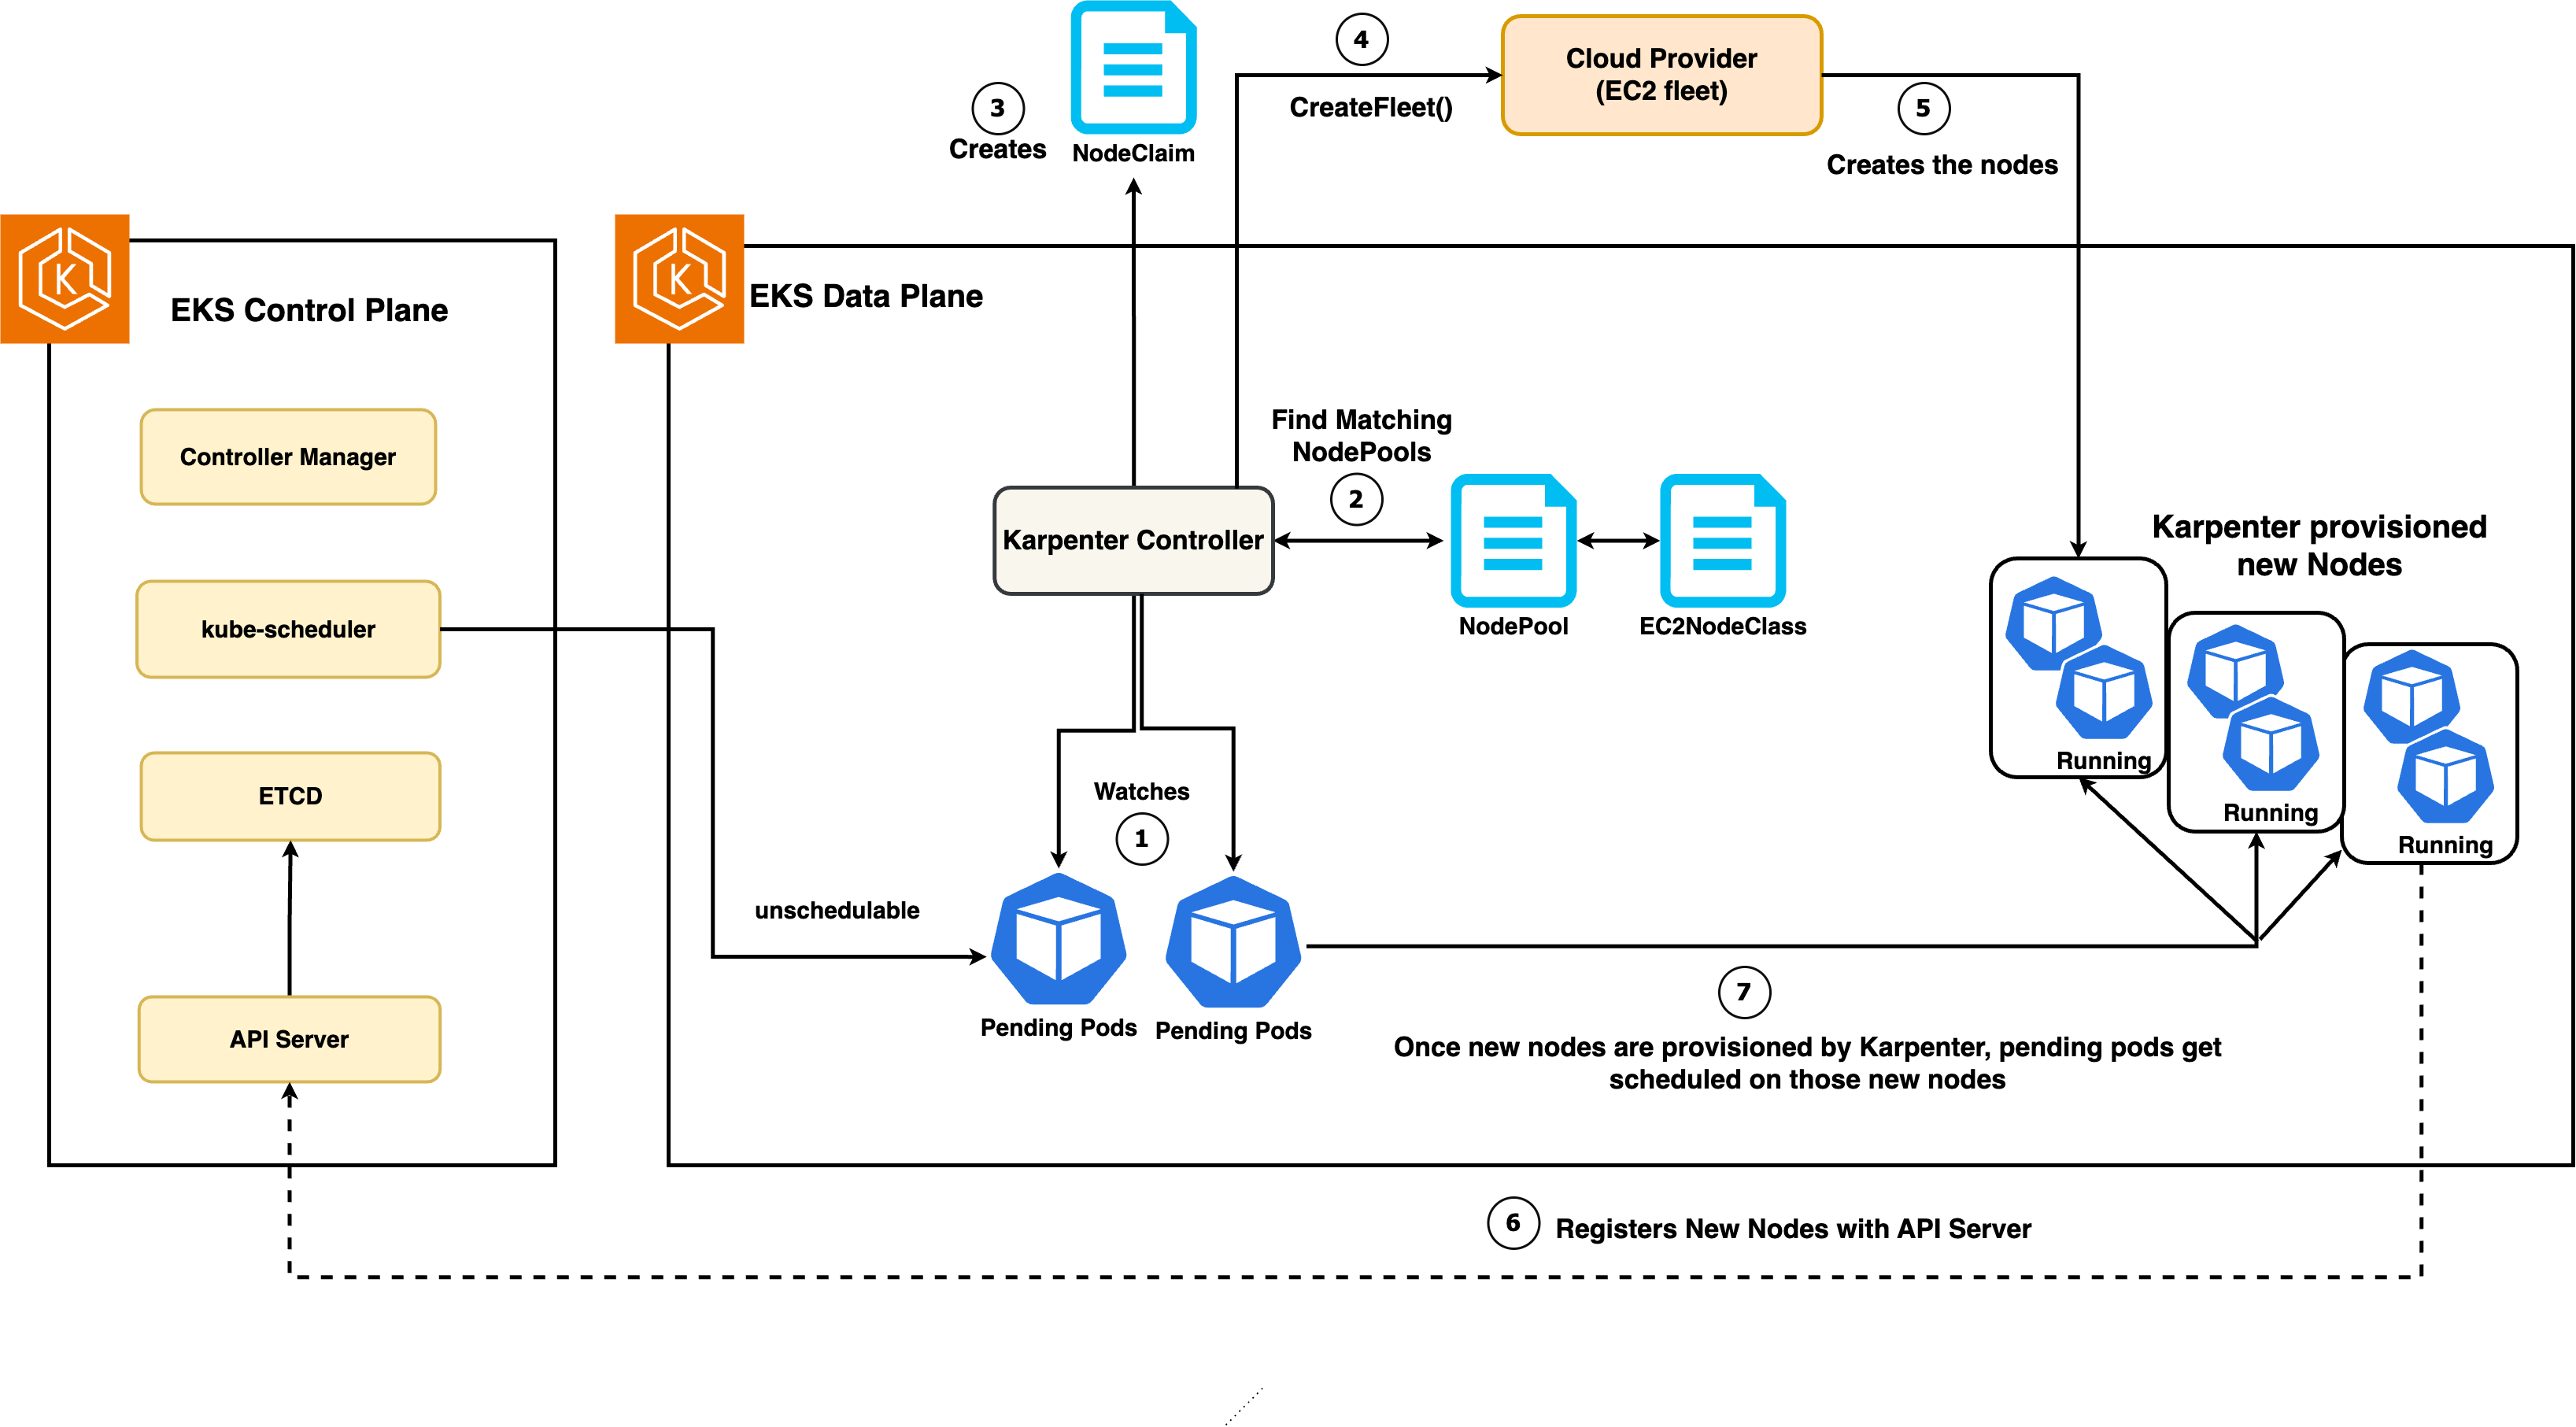 3
Creates
NodeClaim
4
CreateFleet()
Cloud Provider
(EC2 fleet)
5
Creates the nodes
K
EKS Control Plane
K
EKS Data Plane
Controller Manager
kube-scheduler
ETCD
API Server
Find Matching
NodePools
2
Karpenter Controller
NodePool
EC2NodeClass
Karpenter provisioned
new Nodes
Running
Running
Running
Watches
1
unschedulable
Pending Pods
Pending Pods
7
Once new nodes are provisioned by Karpenter, pending pods get
scheduled on those new nodes
6
Registers New Nodes with API Server